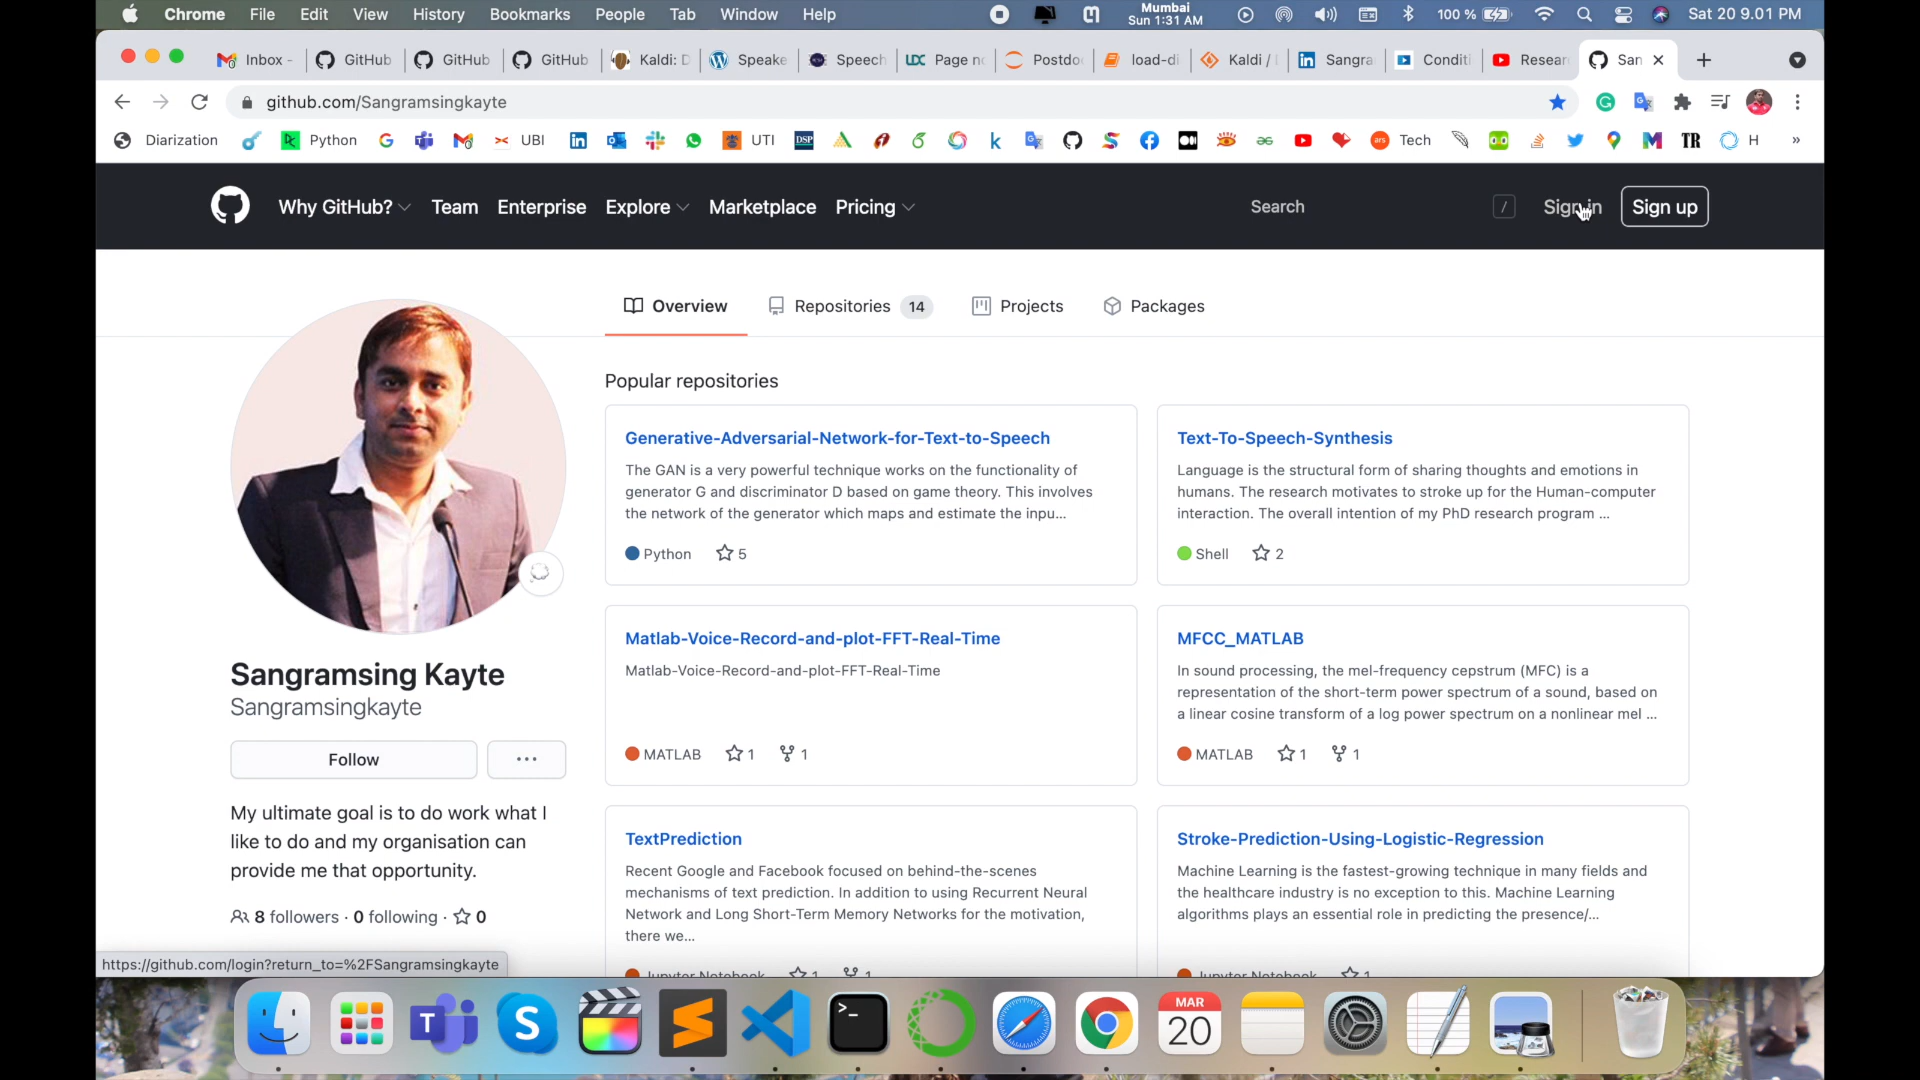 Chrome File Edit View History Bookmarks People Tab Window Help
Mumbai
Sun 1:31 AM
100 %
Sat 20 9.01 PM
Inbox -
GitHub
GitHub
GitHub
Kaldi: D
Speake
Speech
Page n
Postdo
load-di
Kaldi /
Sangra
Conditi
Resear
San
github.com/Sangramsingkayte
Diarization
Python
UBI
UTI
DSP
Tech
TR
H
»
Why GitHub? Team Enterprise Explore Marketplace Pricing
Search
/
Sign in
Sign up
Overview
Repositories 14
Projects
Packages
Popular repositories
Generative-Adversarial-Network-for-Text-to-Speech
The GAN is a very powerful technique works on the functionality of
generator G and discriminator D based on game theory. This involves
the network of the generator which maps and estimate the inpu...
Python 5
Text-To-Speech-Synthesis
Language is the structural form of sharing thoughts and emotions in
humans. The research motivates to stroke up for the Human-computer
interaction. The overall intention of my PhD research program ...
Shell 2
Matlab-Voice-Record-and-plot-FFT-Real-Time
Matlab-Voice-Record-and-plot-FFT-Real-Time
MATLAB 1 1
MFCC_MATLAB
In sound processing, the mel-frequency cepstrum (MFC) is a
representation of the short-term power spectrum of a sound, based on
a linear cosine transform of a log power spectrum on a nonlinear mel ...
MATLAB 1 1
TextPrediction
Recent Google and Facebook focused on behind-the-scenes
mechanisms of text prediction. In addition to using Recurrent Neural
Network and Long Short-Term Memory Networks for the motivation,
there we...
Jupyter Notebook 1 1
Stroke-Prediction-Using-Logistic-Regression
Machine Learning is the fastest-growing technique in many fields and
the healthcare industry is no exception to this. Machine Learning
algorithms plays an essential role in predicting the presence/...
Jupyter Notebook 1
Sangramsing Kayte
Sangramsingkayte
Follow
...
My ultimate goal is to do work what I
like to do and my organisation can
provide me that opportunity.
8 followers · 0 following · 0
https://github.com/login?return_to=%2FSangramsingkayte
MAR
20